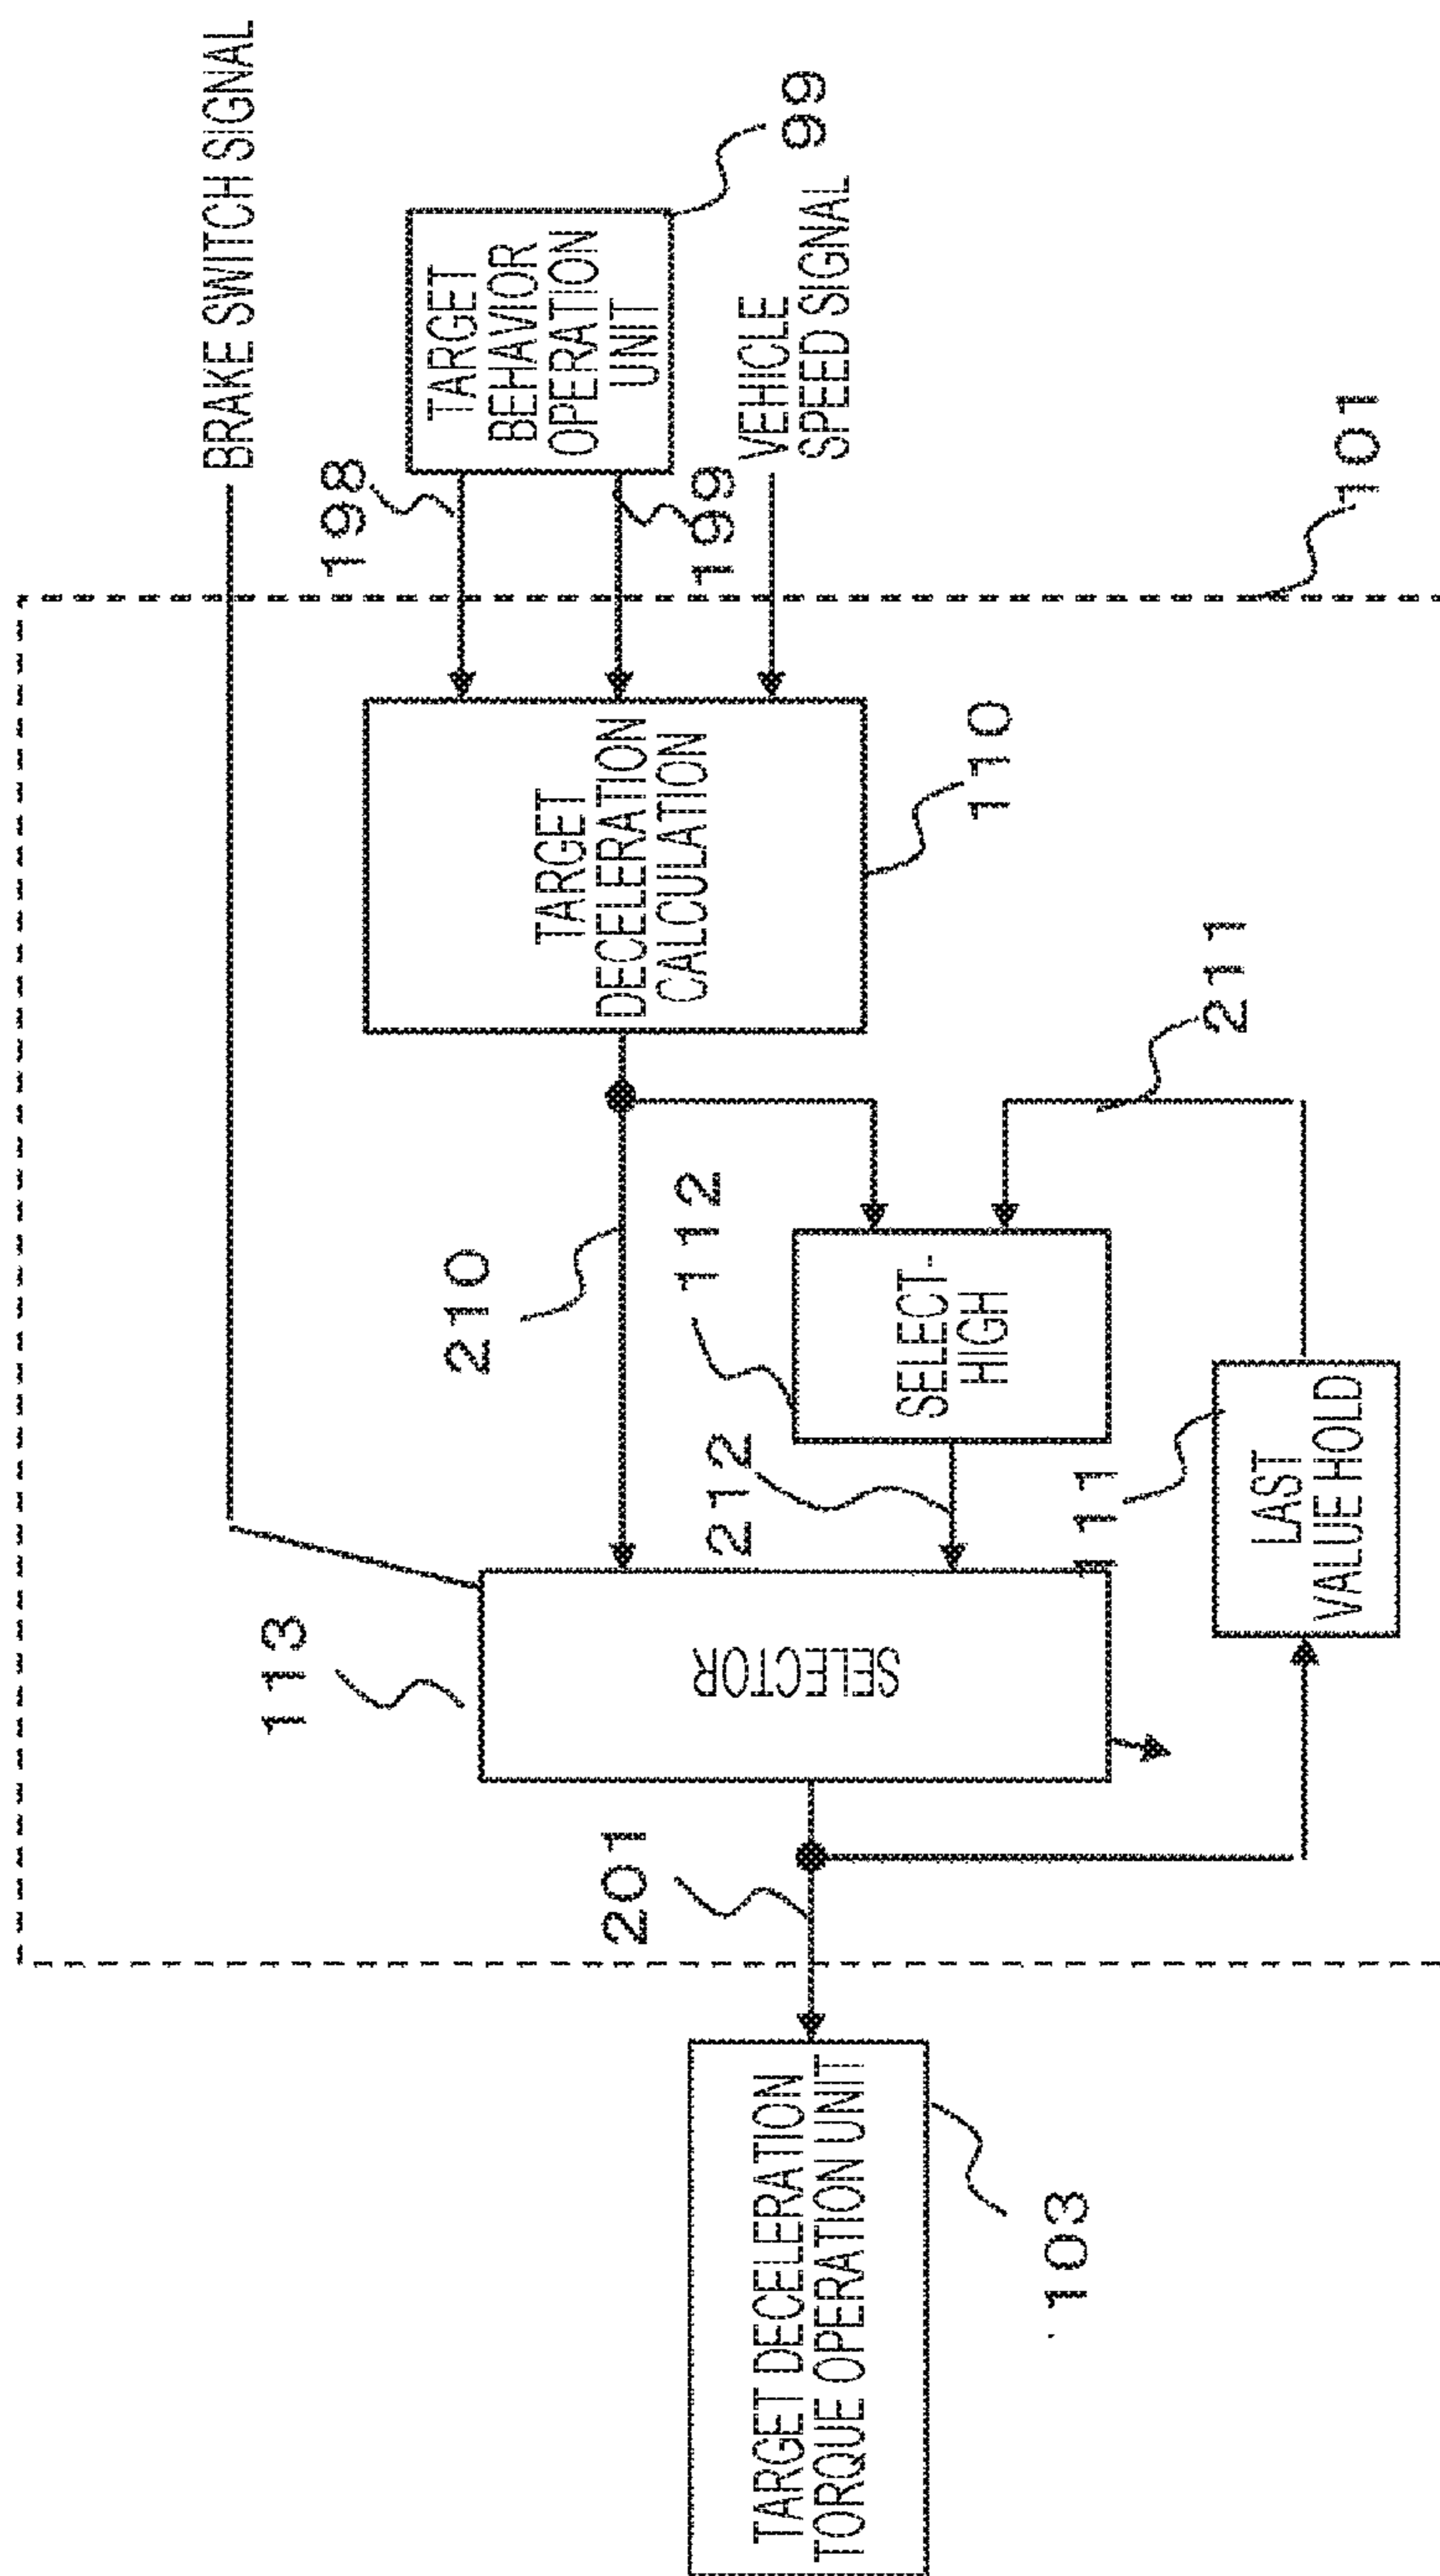 BRAKE SWITCH SIGNAL
198
TARGET
BEHAVIOR
OPERATION
UNIT
99
199
VEHICLE
SPEED SIGNAL
101
TARGET
DECELERATION
CALCULATION
110
210
112
SELECT-
HIGH
211
212
113
SELECTOR
111
LAST
VALUE HOLD
201
TARGET DECELERATION
TORQUE OPERATION UNIT
103